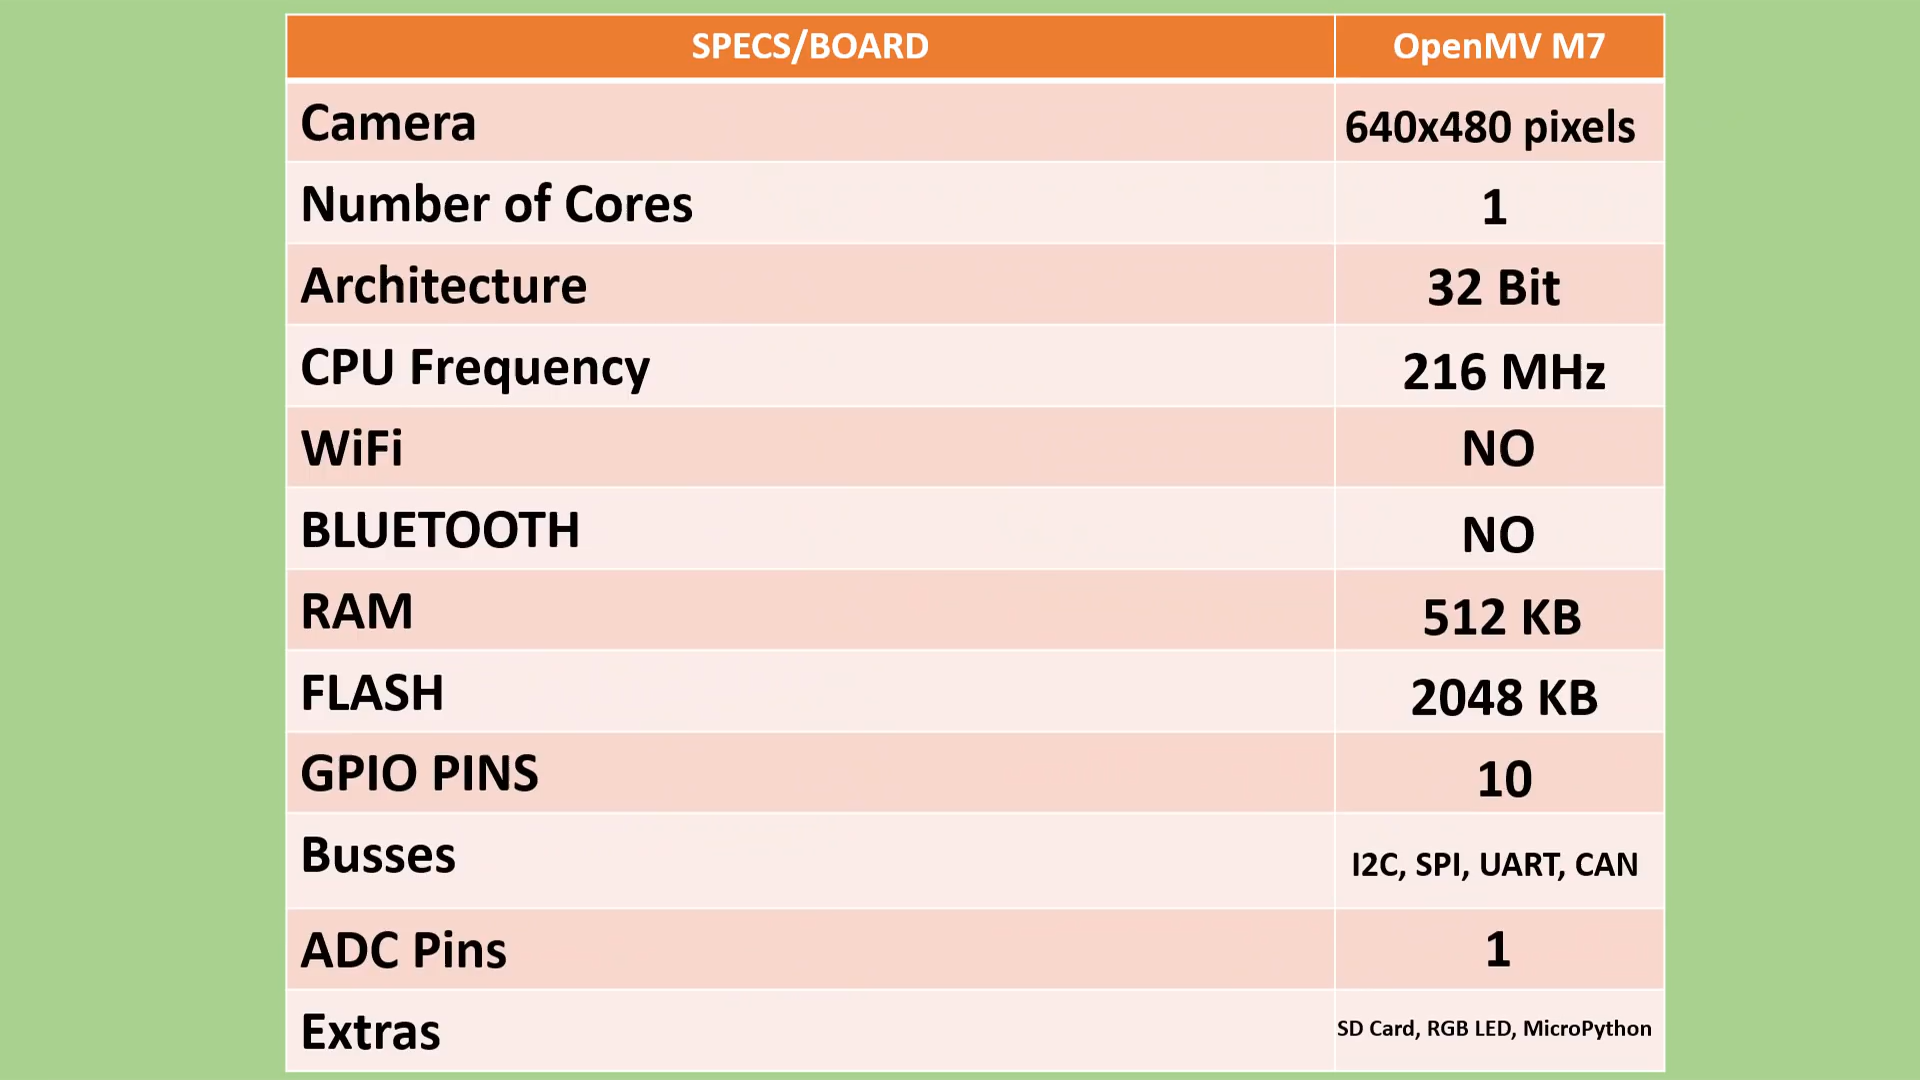 SPECS/BOARD OpenMV M7
Camera 640x480 pixels
Number of Cores 1
Architecture 32 Bit
CPU Frequency 216 MHz
WiFi NO
BLUETOOTH NO
RAM 512 KB
FLASH 2048 KB
GPIO PINS 10
Busses I2C, SPI, UART, CAN
ADC Pins 1
Extras SD Card, RGB LED, MicroPython